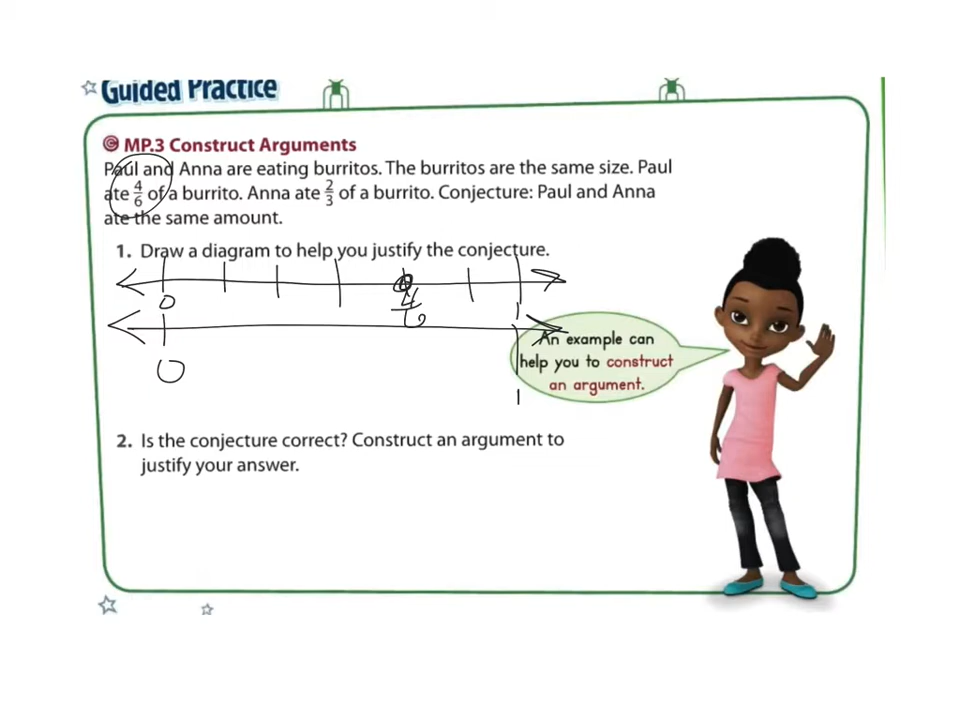 Guided Practice
MP.3 Construct Arguments
Paul and Anna are eating burritos. The burritos are the same size. Paul
ate 4/6 of a burrito. Anna ate 2/3 of a burrito. Conjecture: Paul and Anna
ate the same amount.
1. Draw a diagram to help you justify the conjecture.
0 4/6 1
0 1
An example can
help you to construct
an argument.
2. Is the conjecture correct? Construct an argument to
justify your answer.